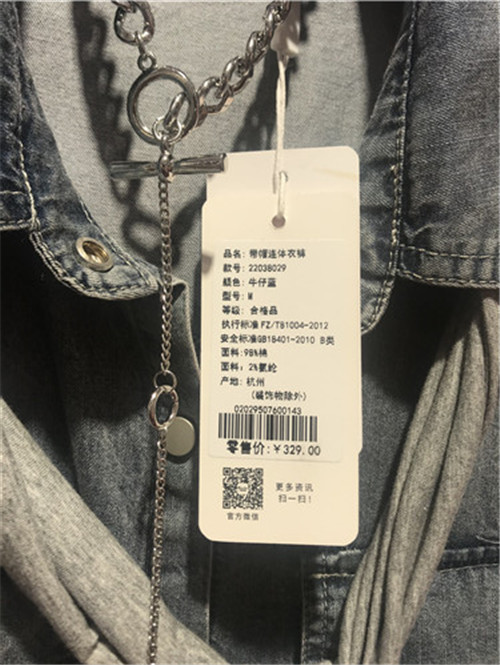 品名: 带帽连体衣裤
款号: 22038029
颜色: 牛仔蓝
型号: M
等级: 合格品
执行标准 FZ/T81004-2012
安全标准GB18401-2010 B类
面料:98%棉
面料: 2%氨纶
产地: 杭州
(装饰物除外)
02029507600143
零售价:￥329.00
更多资讯
扫一扫!
官方微信